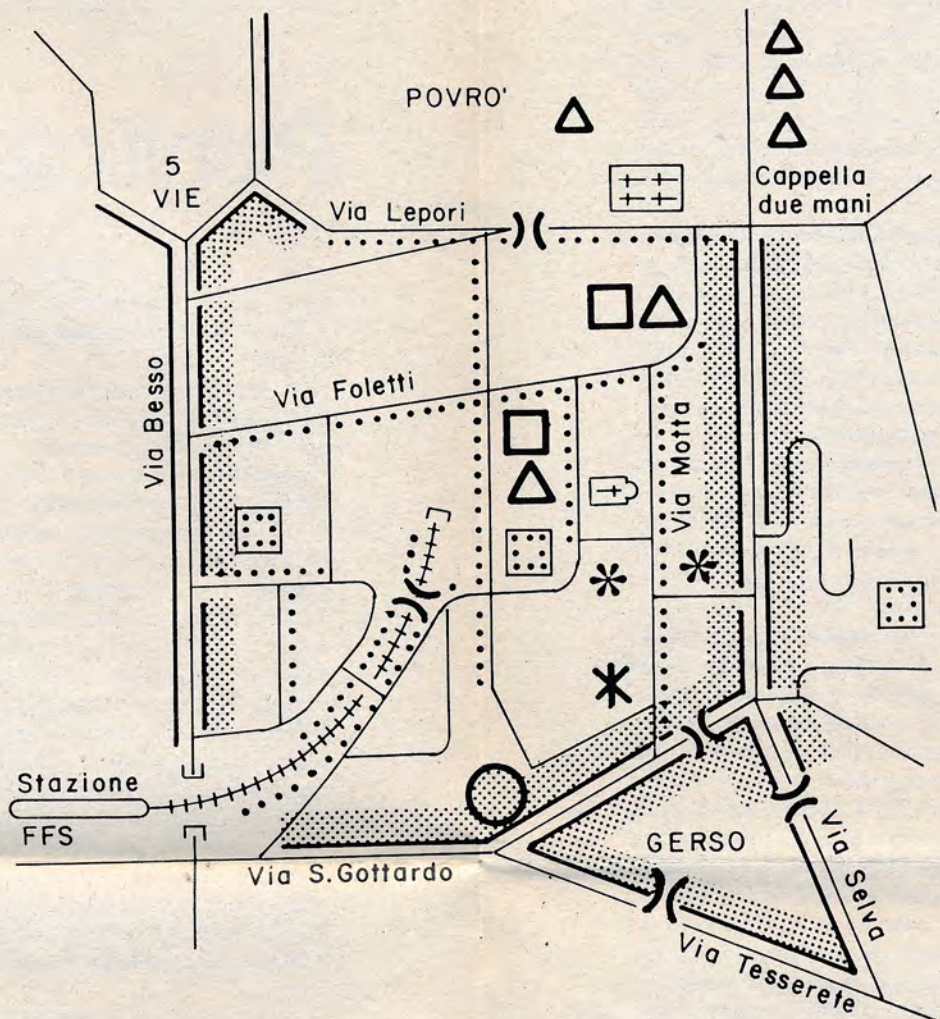 POVRO'
5
VIE
Cappella
due mani
Via Lepori
Via Foletti
Via Besso
Via Motta
Stazione
FFS
Via S. Gottardo
GERSO
Via Selva
Via Tesserete